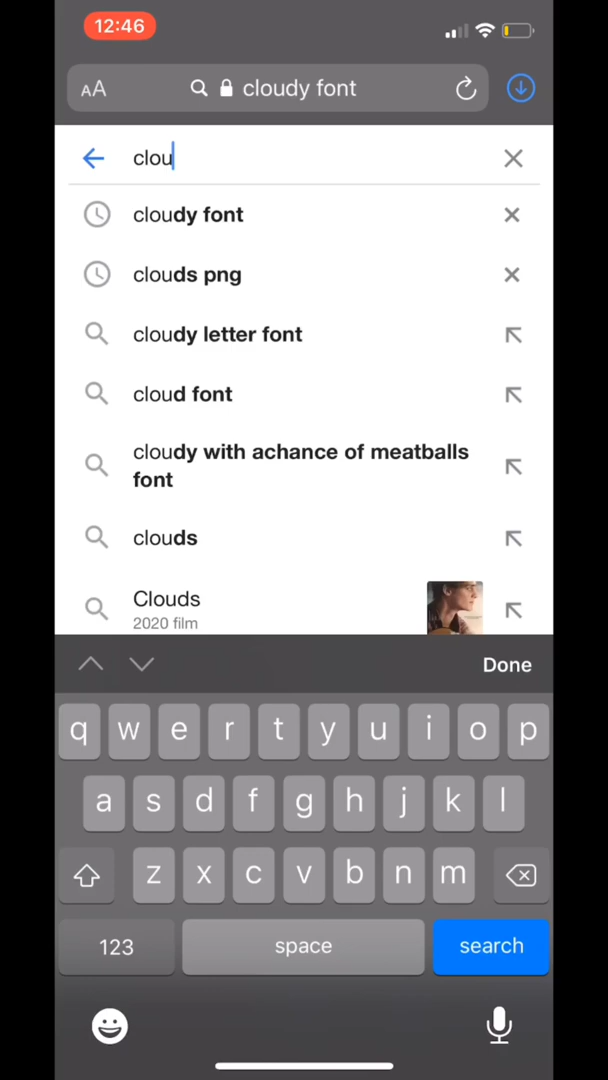 12:46
AA cloudy font
clou
cloudy font
clouds png
cloudy letter font
cloud font
cloudy with achance of meatballs
font
clouds
Clouds
2020 film
Done
q w e r t y u i o p
a s d f g h j k l
z x c v b n m
123 space search